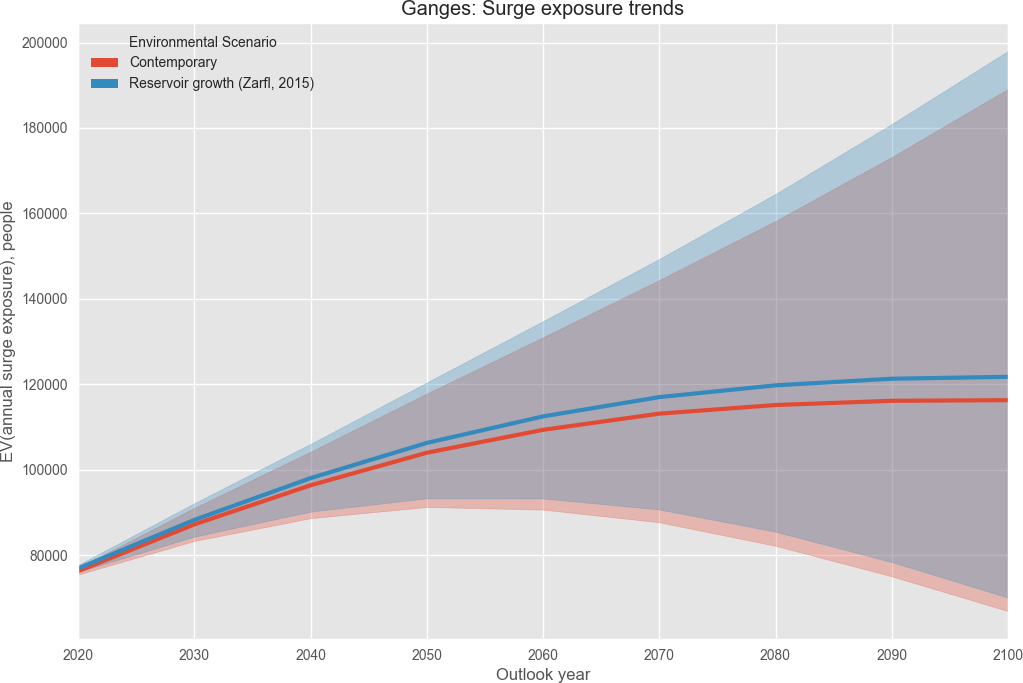 Ganges: Surge exposure trends
Environmental Scenario
Contemporary
Reservoir growth (Zarfl, 2015)
EV(annual surge exposure), people
200000
180000
160000
140000
120000
100000
80000
2020 2030 2040 2050 2060 2070 2080 2090 2100
Outlook year